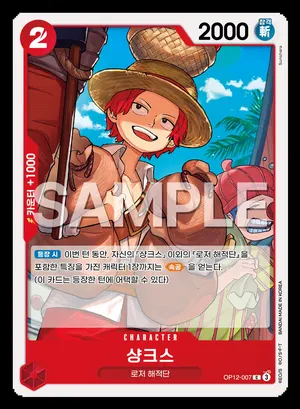 2
2000
참격
斬
카운터 +1000
SAMPLE
등장 시 이번 턴 동안, 자신의 「샹크스」 이외의 『로저 해적단』을
포함한 특징을 가진 캐릭터 1장까지는, 속공 을 얻는다.
(이 카드는 등장한 턴에 어택할 수 있다)
CHARACTER
샹크스
로저 해적단
OP12-007
BANDAI MADE IN KOREA